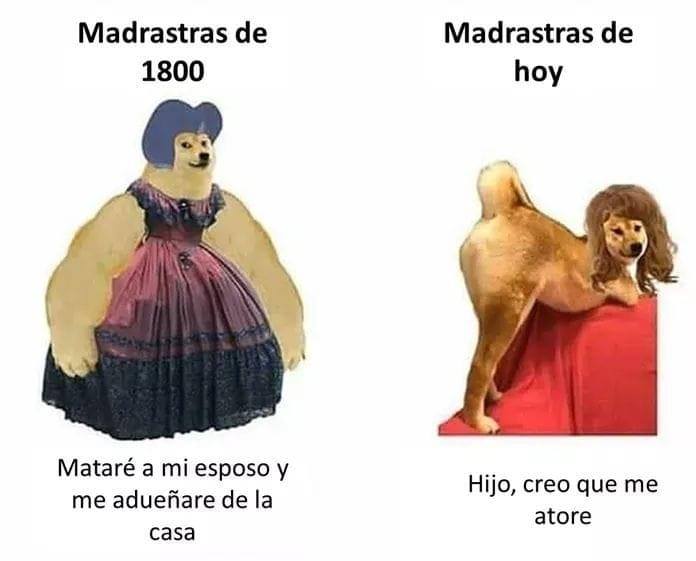 Madrastras de
1800
Madrastras de
hoy
Mataré a mi esposo y
me adueñare de la
casa
Hijo, creo que me
atore